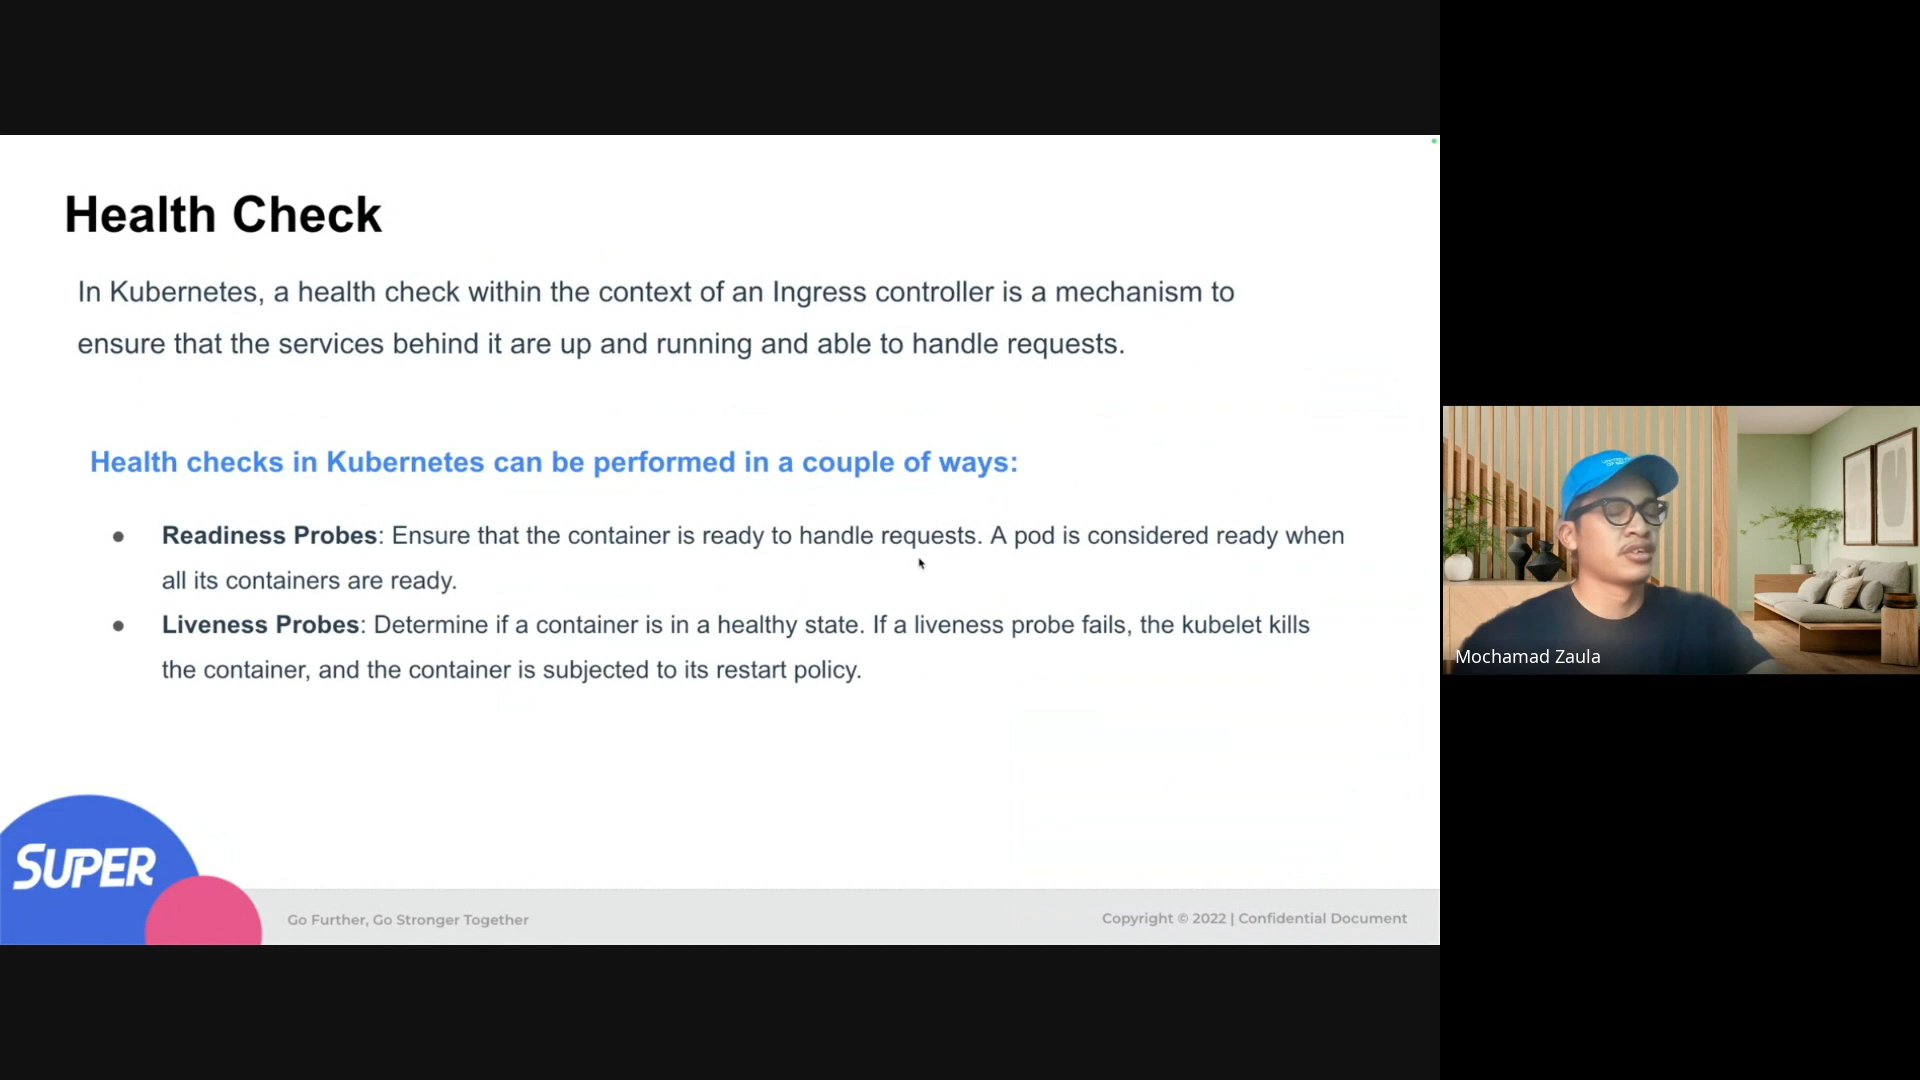 Health Check
In Kubernetes, a health check within the context of an Ingress controller is a mechanism to
ensure that the services behind it are up and running and able to handle requests.
Health checks in Kubernetes can be performed in a couple of ways:
● Readiness Probes: Ensure that the container is ready to handle requests. A pod is considered ready when
all its containers are ready.
● Liveness Probes: Determine if a container is in a healthy state. If a liveness probe fails, the kubelet kills
the container, and the container is subjected to its restart policy.
SUPER
Go Further, Go Stronger Together
Copyright © 2022 | Confidential Document
Mochamad Zaula